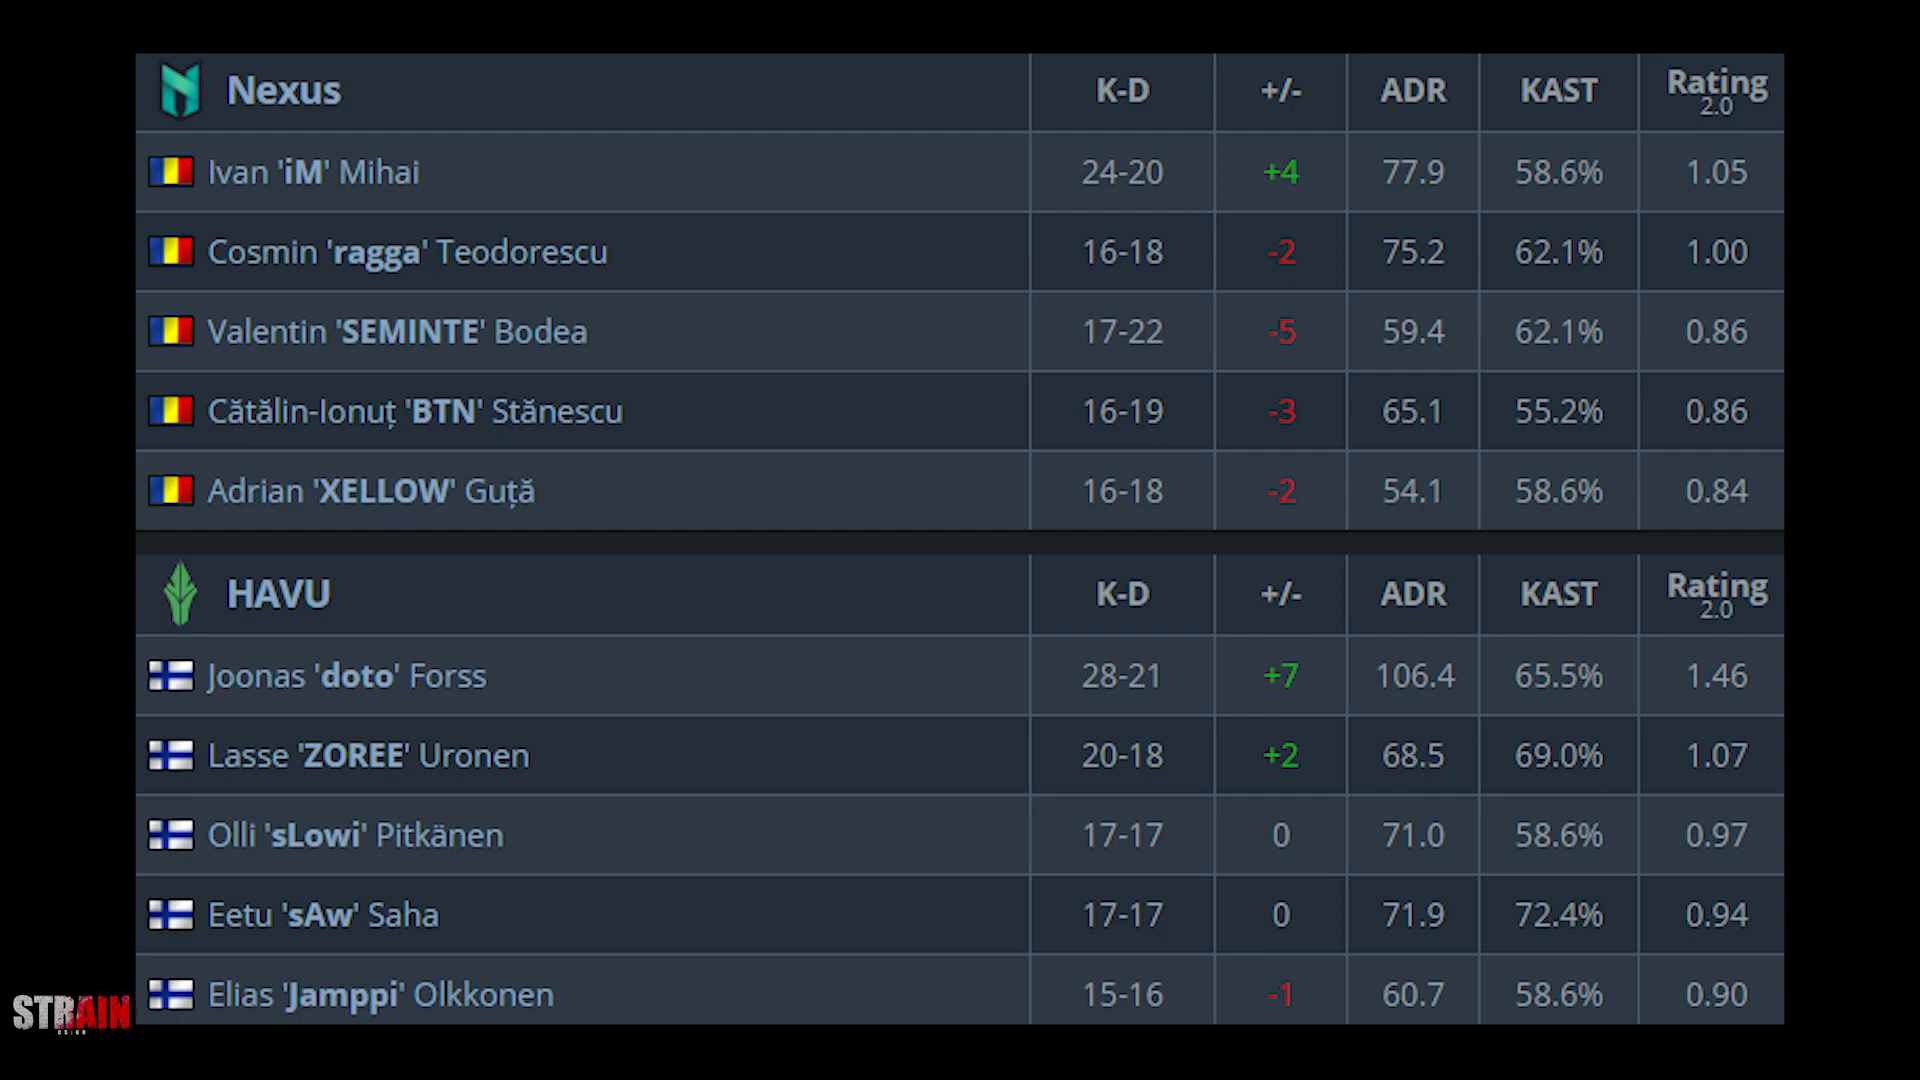 Nexus K-D +/- ADR KAST Rating 2.0
Ivan 'iM' Mihai 24-20 +4 77.9 58.6% 1.05
Cosmin 'ragga' Teodorescu 16-18 -2 75.2 62.1% 1.00
Valentin 'SEMINTE' Bodea 17-22 -5 59.4 62.1% 0.86
Cătălin-Ionuț 'BTN' Stănescu 16-19 -3 65.1 55.2% 0.86
Adrian 'XELLOW' Guță 16-18 -2 54.1 58.6% 0.84
HAVU K-D +/- ADR KAST Rating 2.0
Joonas 'doto' Forss 28-21 +7 106.4 65.5% 1.46
Lasse 'ZOREE' Uronen 20-18 +2 68.5 69.0% 1.07
Olli 'sLowi' Pitkänen 17-17 0 71.0 58.6% 0.97
Eetu 'sAw' Saha 17-17 0 71.9 72.4% 0.94
Elias 'Jamppi' Olkkonen 15-16 -1 60.7 58.6% 0.90
STRAIN